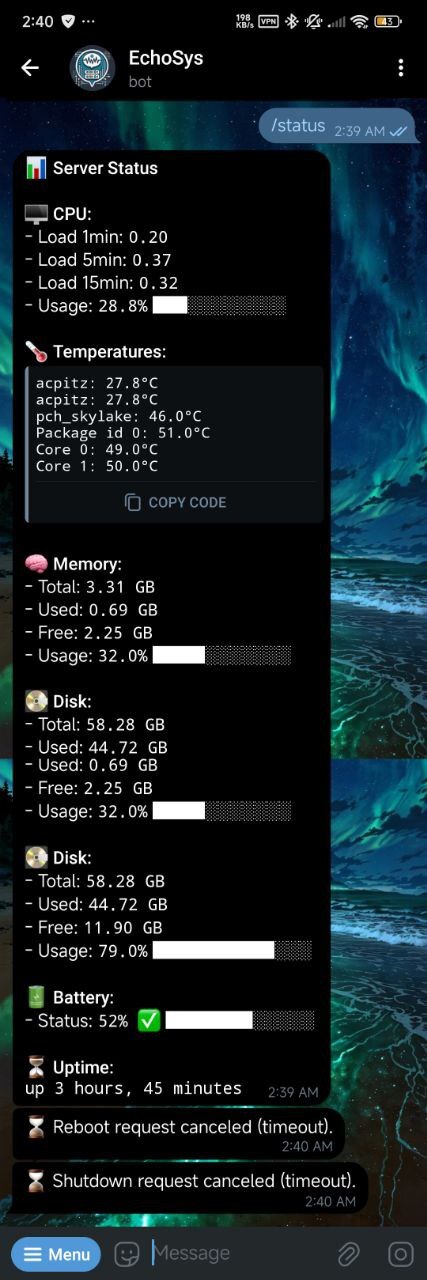 2:40
198 KB/s VPN 43
EchoSys
bot
/status 2:39 AM
Server Status
CPU:
- Load 1min: 0.20
- Load 5min: 0.37
- Load 15min: 0.32
- Usage: 28.8%
Temperatures:
acpitz: 27.8°C
acpitz: 27.8°C
pch_skylake: 46.0°C
Package id 0: 51.0°C
Core 0: 49.0°C
Core 1: 50.0°C
COPY CODE
Memory:
- Total: 3.31 GB
- Used: 0.69 GB
- Free: 2.25 GB
- Usage: 32.0%
Disk:
- Total: 58.28 GB
- Used: 44.72 GB
- Used: 0.69 GB
- Free: 2.25 GB
- Usage: 32.0%
Disk:
- Total: 58.28 GB
- Used: 44.72 GB
- Free: 11.90 GB
- Usage: 79.0%
Battery:
- Status: 52%
Uptime:
up 3 hours, 45 minutes 2:39 AM
Reboot request canceled (timeout).
2:40 AM
Shutdown request canceled (timeout).
2:40 AM
Menu Message